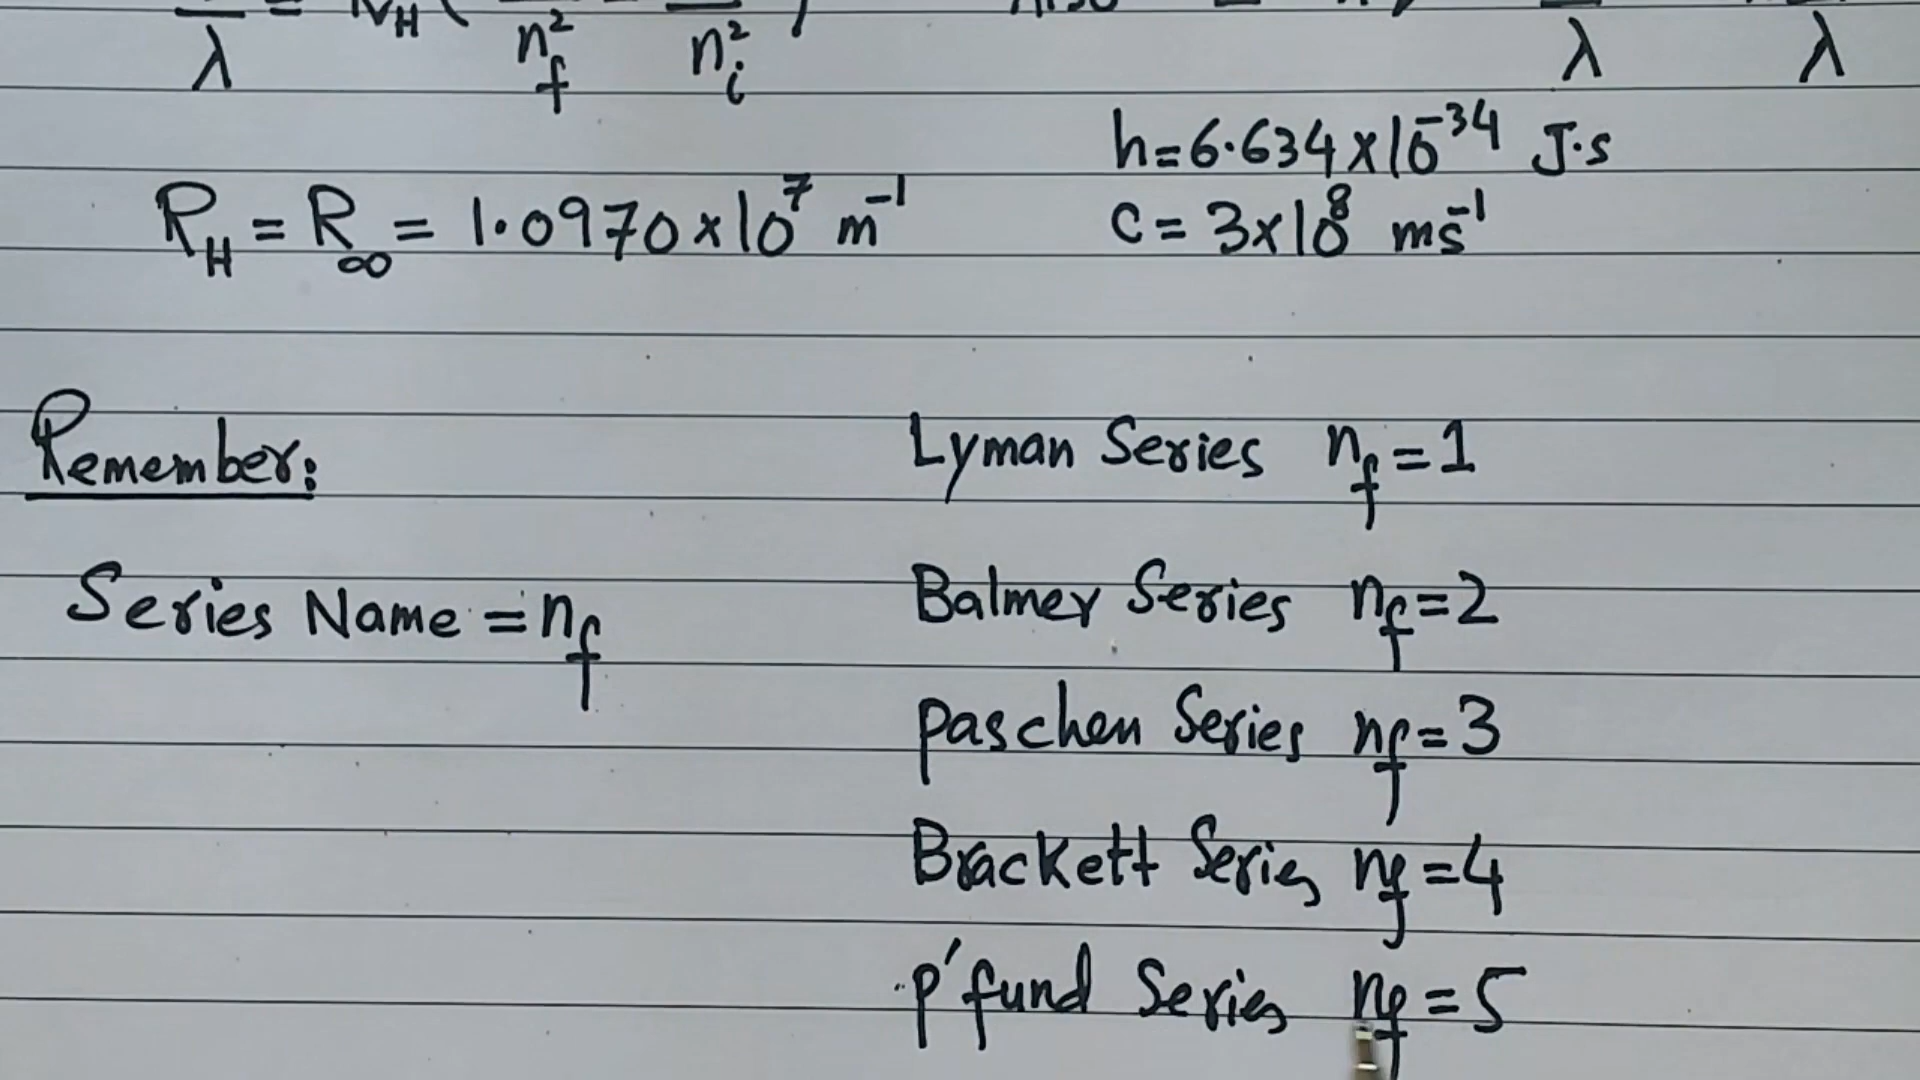 1/λ = R_H ( 1/n_f² - 1/n_i² )
λ λ
h=6.634×10⁻³⁴ J·s
R_H = R_∞ = 1.0970×10⁷ m⁻¹ C = 3×10⁸ ms⁻¹
Remember: Lyman Series n_f=1
Series Name = n_f Balmer Series n_f=2
Paschen Series n_f=3
Brackett Series n_f=4
P'fund Series n_f=5